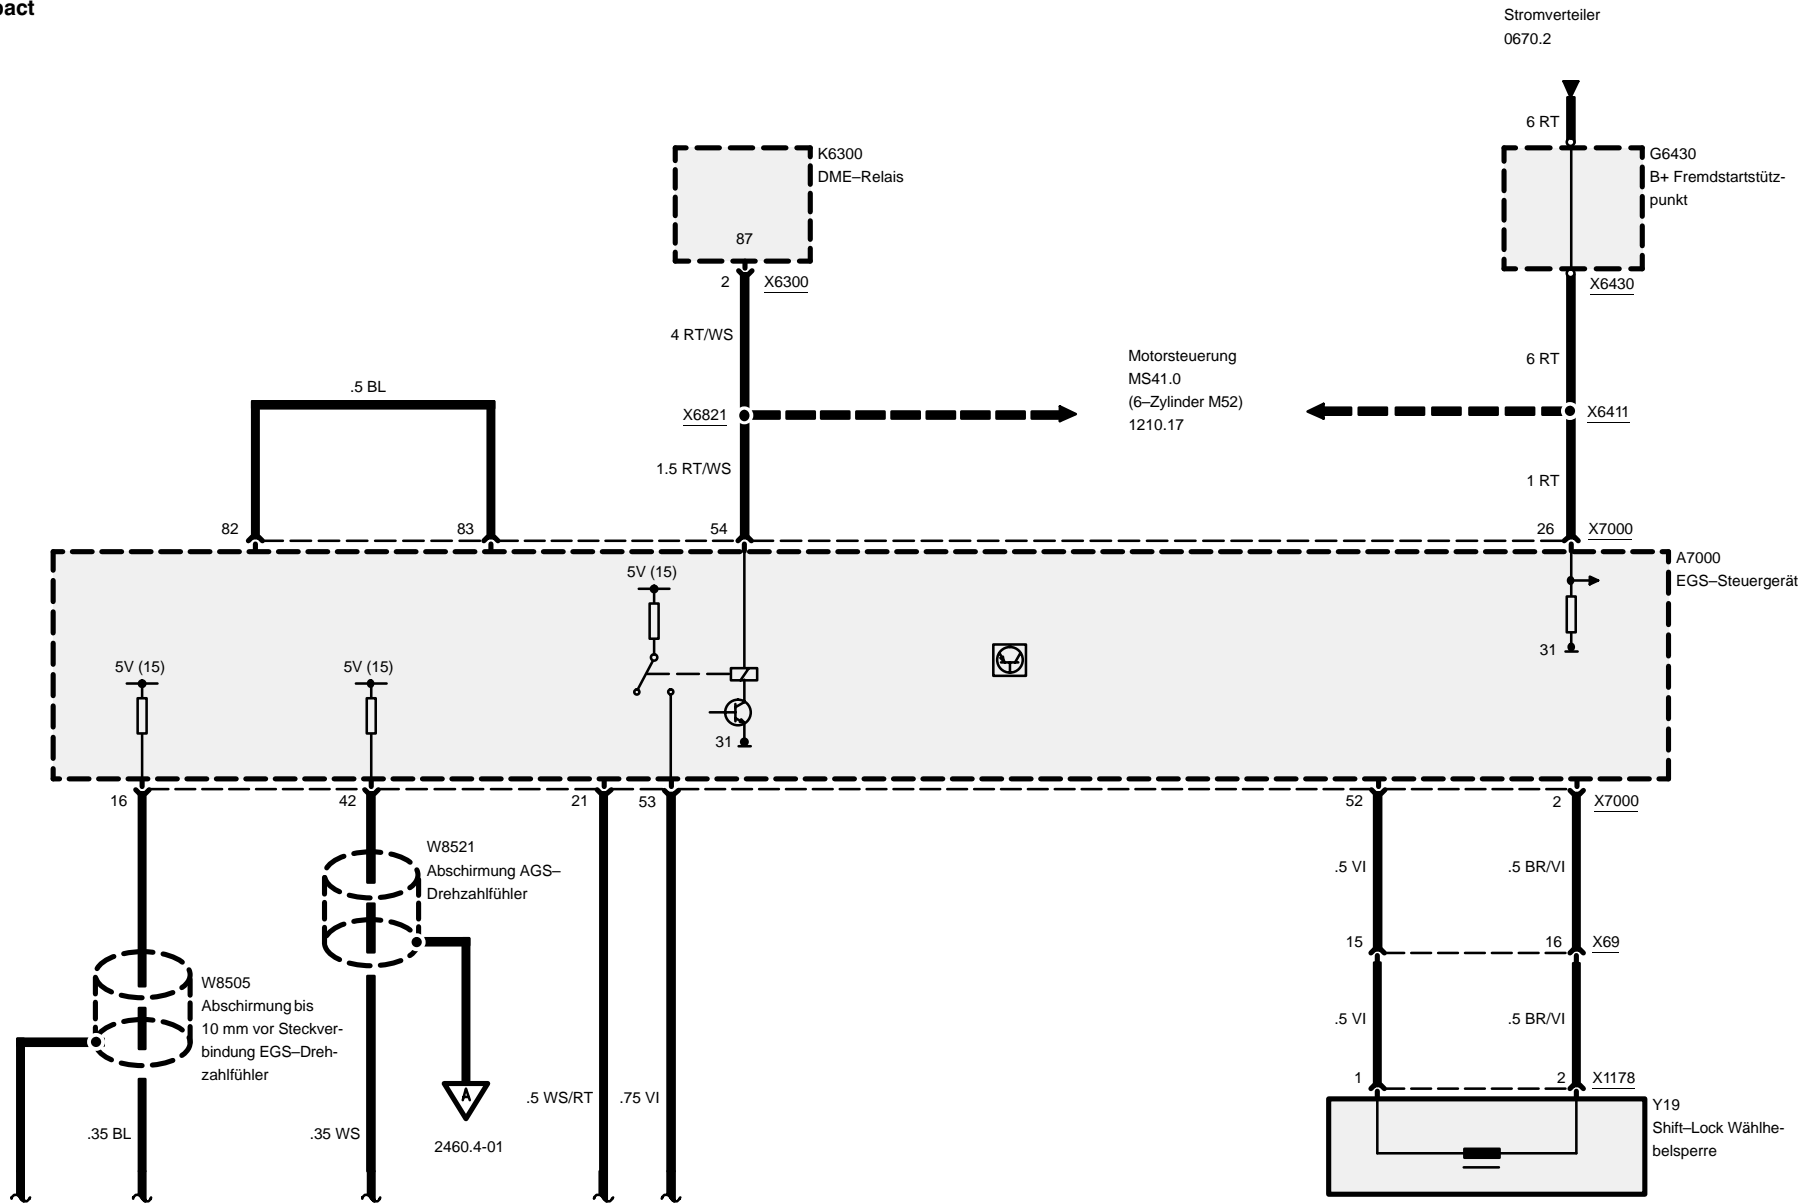 pact
Stromverteiler
0670.2
6 RT
K6300
DME–Relais
87
2
X6300
G6430
B+ Fremdstartstütz-
punkt
X6430
4 RT/WS
6 RT
Motorsteuerung
MS41.0
(6–Zylinder M52)
1210.17
.5 BL
X6821
X6411
1.5 RT/WS
1 RT
82
83
54
26
X7000
A7000
EGS–Steuergerät
5V (15)
31
5V (15)
5V (15)
31
16
42
21
53
52
2
X7000
W8521
Abschirmung AGS–
Drehzahlfühler
.5 VI
.5 BR/VI
15
16
X69
W8505
Abschirmung bis
10 mm vor Steckver-
bindung EGS–Dreh-
zahlfühler
.5 VI
.5 BR/VI
1
2
X1178
A
.5 WS/RT
.75 VI
Y19
Shift–Lock Wählhe-
belsperre
.35 BL
.35 WS
2460.4-01